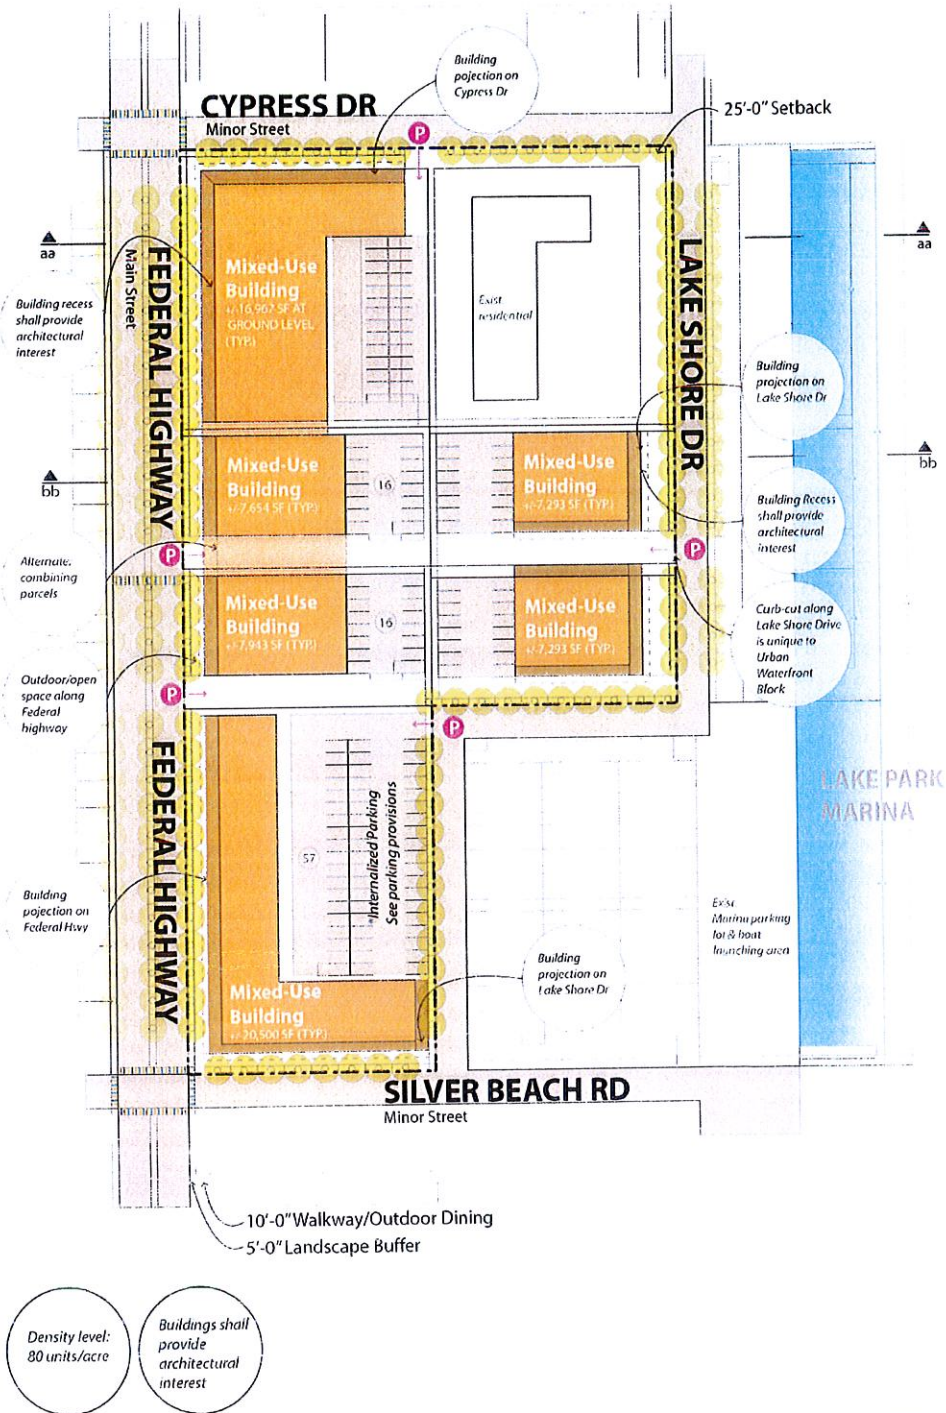 Building
pojection on
Cypress Dr
CYPRESS DR
Minor Street
P
25'-0" Setback
aa
aa
FEDERAL HIGHWAY
Main Street
LAKE SHORE DR
Mixed-Use
Building
+/-16,967 SF AT
GROUND LEVEL
(TYP.)
Exist
residential
Building recess
shall provide
architectural
interest
Building
projection on
Lake Shore Dr
bb
bb
Mixed-Use
Building
+/-7,654 SF (TYP.)
16
Mixed-Use
Building
+/-7,293 SF (TYP.)
Building Recess
shall provide
architectural
interest
P
P
Alternate,
combining
parcels
Mixed-Use
Building
+/-7,943 SF (TYP.)
16
Mixed-Use
Building
+/-7,293 SF (TYP.)
Curb-cut along
Lake Shore Drive
is unique to
Urban
Waterfront
Block
Outdoor/open
space along
Federal
highway
P
P
FEDERAL HIGHWAY
LAKE PARK
MARINA
57
*Internalized Parking
See parking provisions
Building
pojection on
Federal Hwy
Exist
Marina parking
lot & boat
launching area
Building
projection on
Lake Shore Dr
Mixed-Use
Building
+/-20,500 SF (TYP.)
SILVER BEACH RD
Minor Street
10'-0" Walkway/Outdoor Dining
5'-0" Landscape Buffer
Density level:
80 units/acre
Buildings shall
provide
architectural
interest